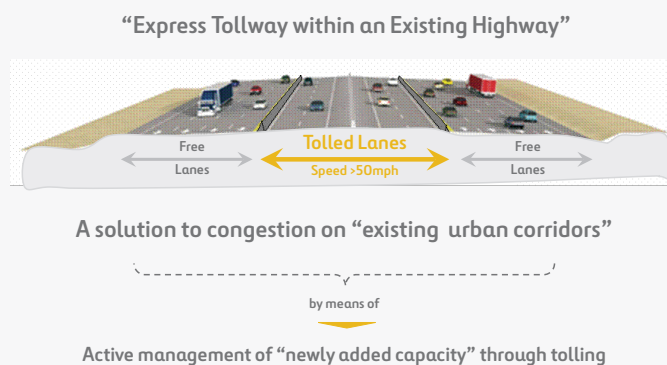 “Express Tollway within an Existing Highway”
Free
Lanes
Tolled Lanes
Speed >50mph
Free
Lanes
A solution to congestion on “existing urban corridors”
by means of
Active management of “newly added capacity” through tolling